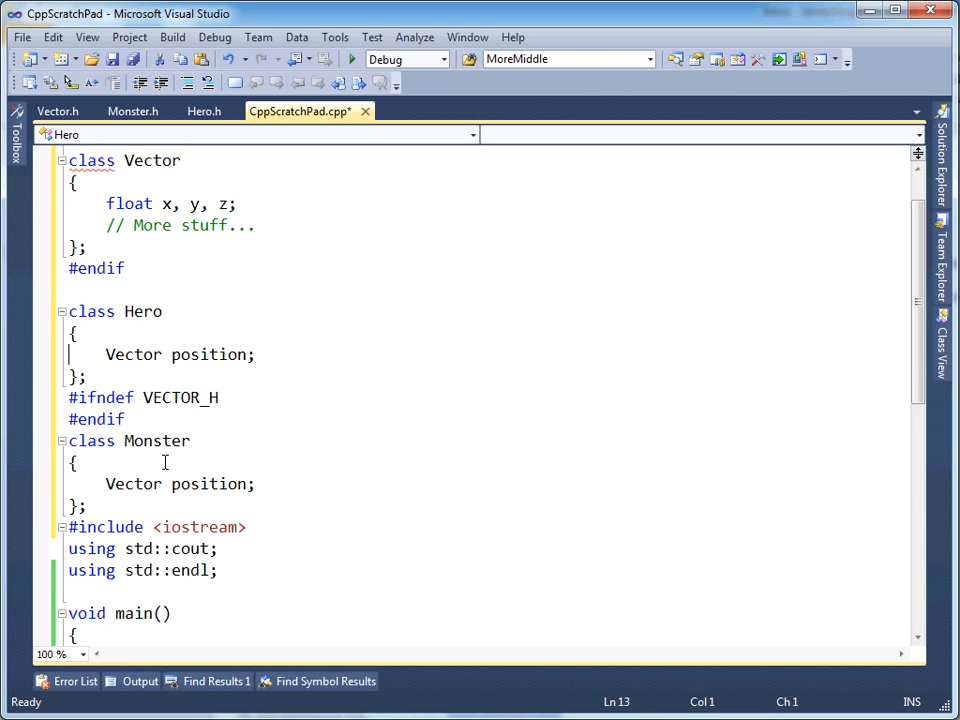 CppScratchPad - Microsoft Visual Studio
File Edit View Project Build Debug Team Data Tools Test Analyze Window Help
Debug MoreMiddle
Vector.h Monster.h Hero.h CppScratchPad.cpp*
Hero
Toolbox
Solution Explorer
Team Explorer
Class View
class Vector
{
float x, y, z;
// More stuff...
};
#endif
class Hero
{
Vector position;
};
#ifndef VECTOR_H
#endif
class Monster
{
Vector position;
};
#include <iostream>
using std::cout;
using std::endl;
void main()
{
100 %
Error List Output Find Results 1 Find Symbol Results
Ready Ln 13 Col 1 Ch 1 INS